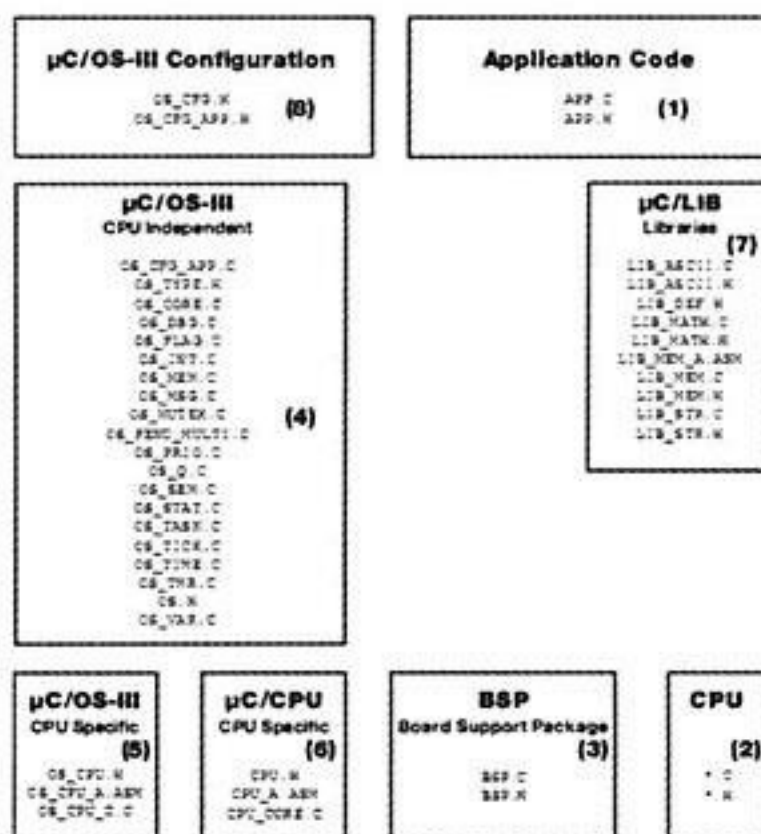 µC/OS-III Configuration
OS_CFG.H
OS_CFG_APP.H
(8)
Application Code
APP.C
APP.H
(1)
µC/OS-III
CPU Independent
OS_CFG_APP.C
OS_TYPE.H
OS_CORE.C
OS_DBG.C
OS_FLAG.C
OS_INT.C
OS_MEM.C
OS_MSG.C
OS_MUTEX.C
OS_PEND_MULTI.C
OS_PRIO.C
OS_Q.C
OS_SEM.C
OS_STAT.C
OS_TASK.C
OS_TICK.C
OS_TIME.C
OS_TMR.C
OS.H
OS_VAR.C
(4)
µC/LIB
Libraries
(7)
LIB_ASCII.C
LIB_ASCII.H
LIB_DEF.H
LIB_MATH.C
LIB_MATH.H
LIB_MEM_A.ASM
LIB_MEM.C
LIB_MEM.H
LIB_STR.C
LIB_STR.H
µC/OS-III
CPU Specific
(5)
OS_CPU.H
OS_CPU_A.ASM
OS_CPU_C.C
µC/CPU
CPU Specific
(6)
CPU.H
CPU_A.ASM
CPU_CORE.C
BSP
Board Support Package
(3)
BSP.C
BSP.H
CPU
(2)
*.C
*.H